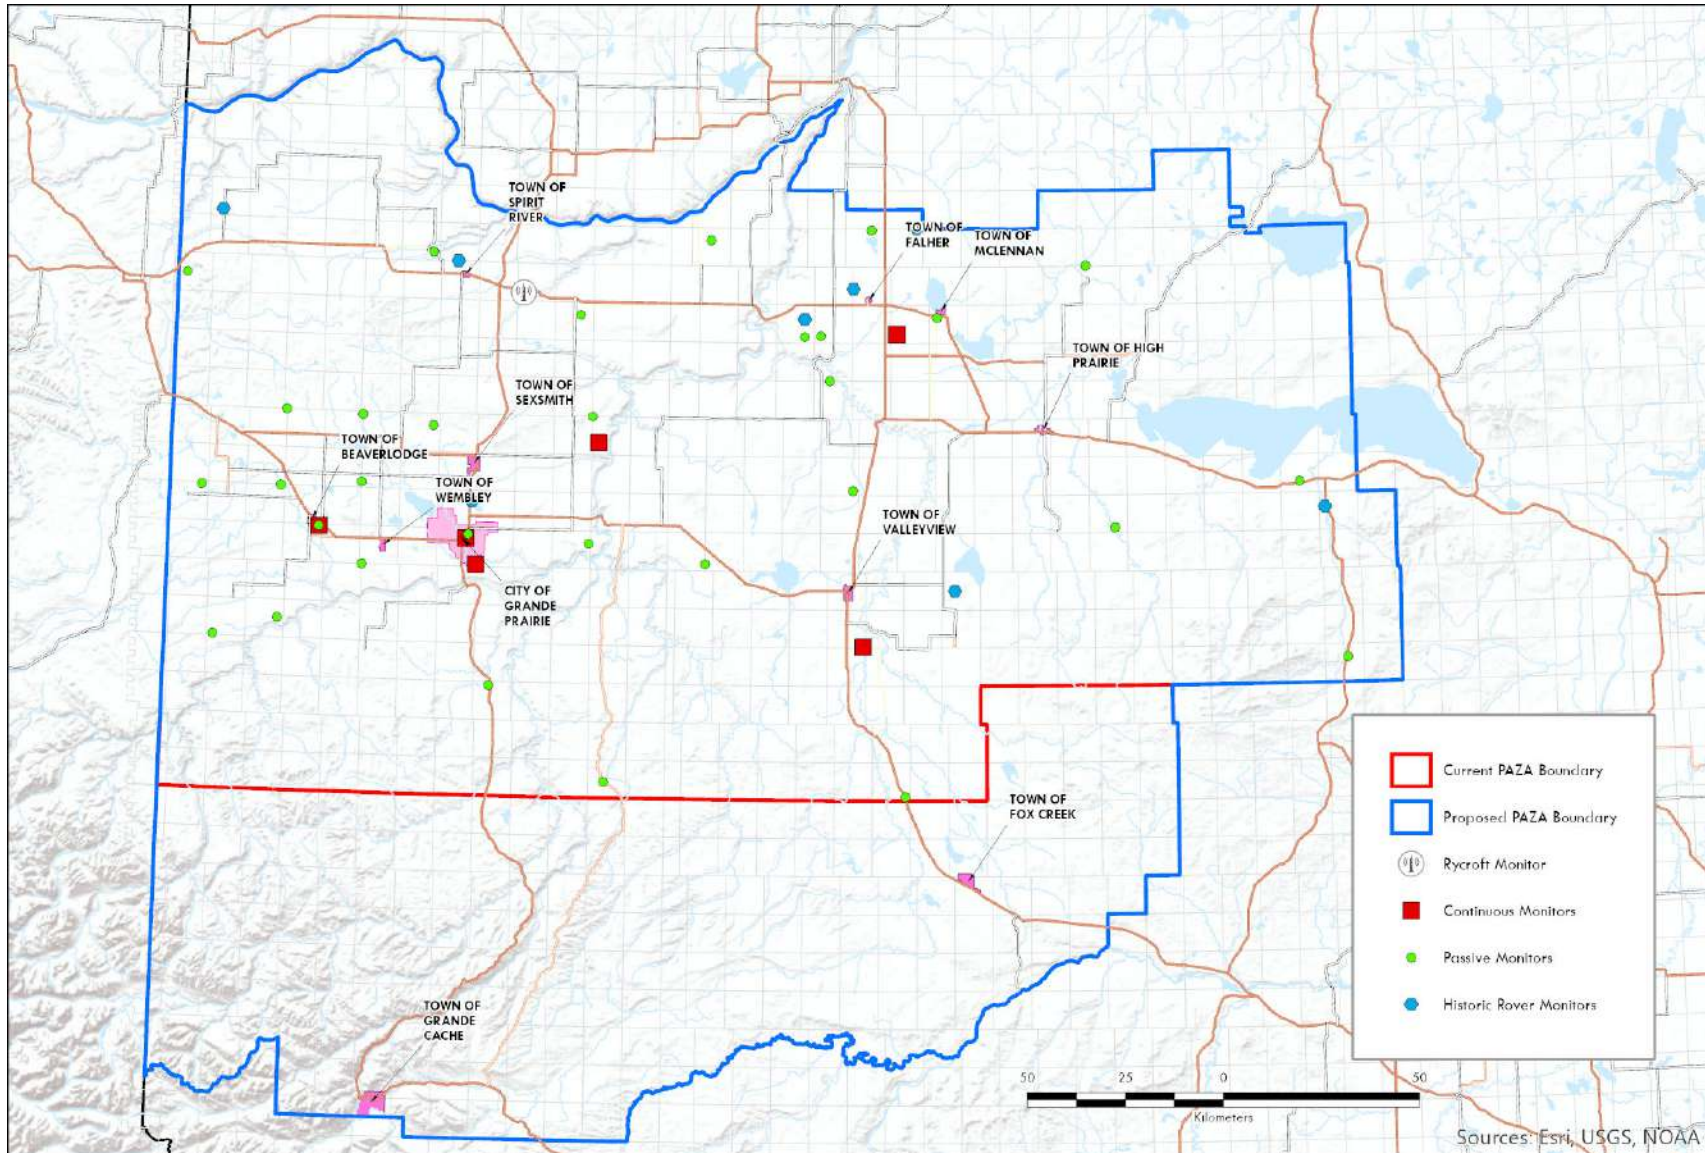 TOWN OF
SPIRIT
RIVER
TOWN OF
FALHER
TOWN OF
MCLENNAN
TOWN OF HIGH
PRAIRIE
TOWN OF
SEXSMITH
TOWN OF
BEAVERLODGE
TOWN OF
WEMBLEY
TOWN OF
VALLEYVIEW
CITY OF
GRANDE
PRAIRIE
TOWN OF
FOX CREEK
TOWN OF
GRANDE
CACHE
Current PAZA Boundary
Proposed PAZA Boundary
Rycroft Monitor
Continuous Monitors
Passive Monitors
Historic Rover Monitors
50 25 0 50
Kilometers
Sources: Esri, USGS, NOAA